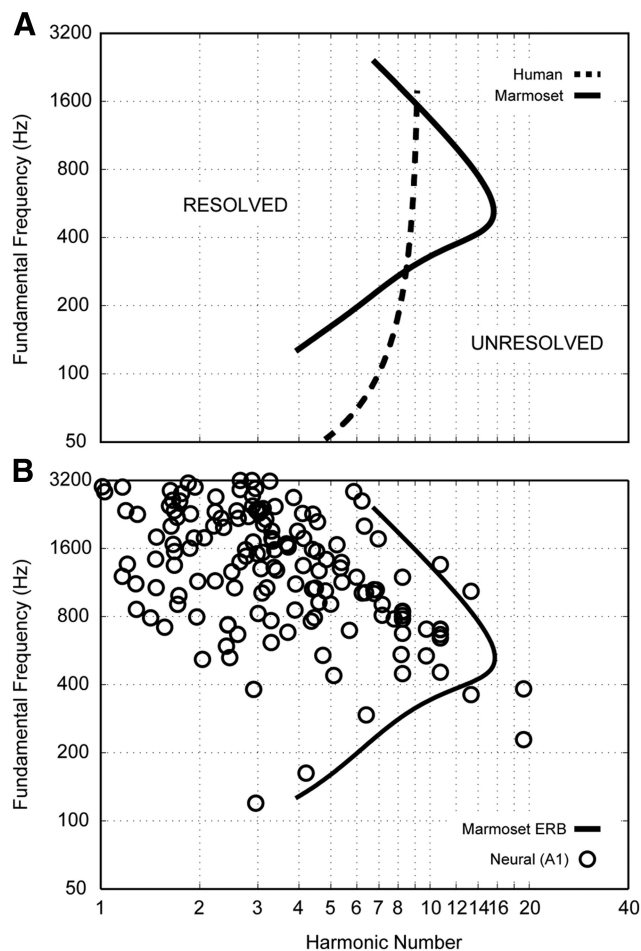 A
3200
1600
800
400
200
100
50
Fundamental Frequency (Hz)
Human
Marmoset
RESOLVED
UNRESOLVED
B
3200
1600
800
400
200
100
50
Fundamental Frequency (Hz)
Marmoset ERB
Neural (A1)
1 2 3 4 5 6 7 8 10 12 14 16 20 40
Harmonic Number